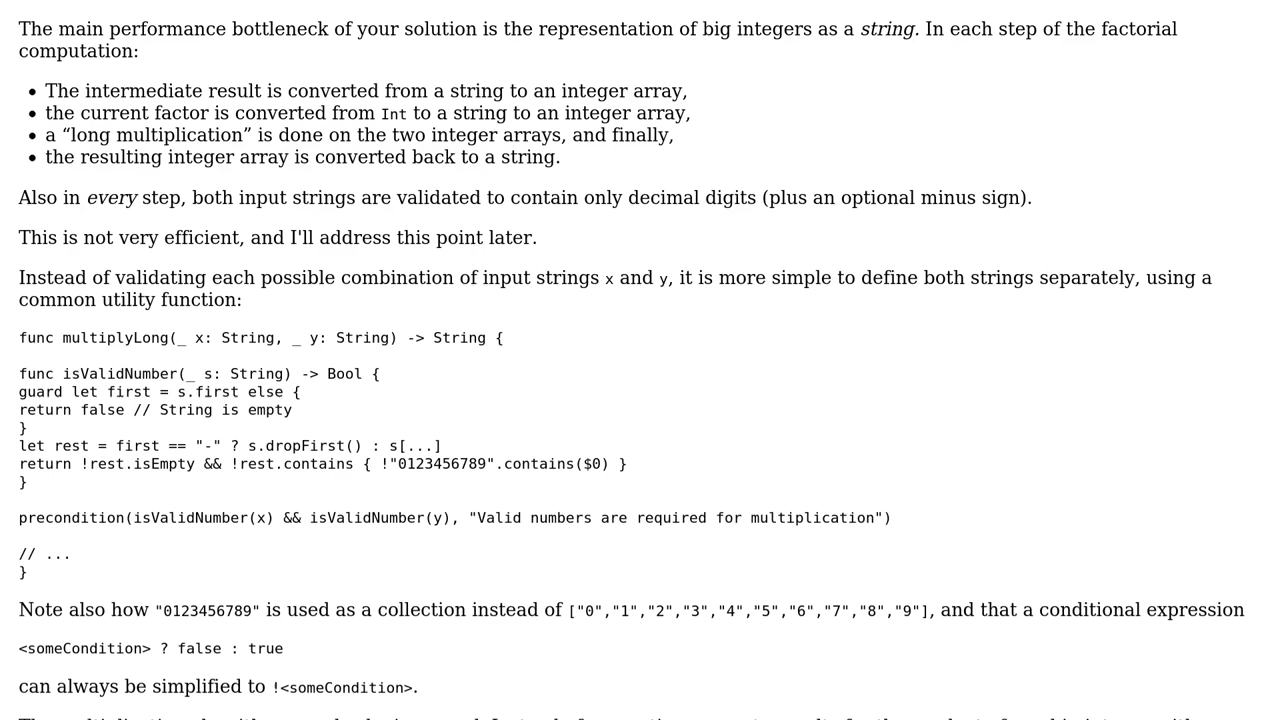 The main performance bottleneck of your solution is the representation of big integers as a string. In each step of the factorial
computation:
• The intermediate result is converted from a string to an integer array,
• the current factor is converted from Int to a string to an integer array,
• a “long multiplication” is done on the two integer arrays, and finally,
• the resulting integer array is converted back to a string.
Also in every step, both input strings are validated to contain only decimal digits (plus an optional minus sign).
This is not very efficient, and I'll address this point later.
Instead of validating each possible combination of input strings x and y, it is more simple to define both strings separately, using a
common utility function:
func multiplyLong(_ x: String, _ y: String) -> String {
func isValidNumber(_ s: String) -> Bool {
guard let first = s.first else {
return false // String is empty
}
let rest = first == "-" ? s.dropFirst() : s[...]
return !rest.isEmpty && !rest.contains { !"0123456789".contains($0) }
}
precondition(isValidNumber(x) && isValidNumber(y), "Valid numbers are required for multiplication")
// ...
}
Note also how "0123456789" is used as a collection instead of ["0","1","2","3","4","5","6","7","8","9"], and that a conditional expression
<someCondition> ? false : true
can always be simplified to !<someCondition>.